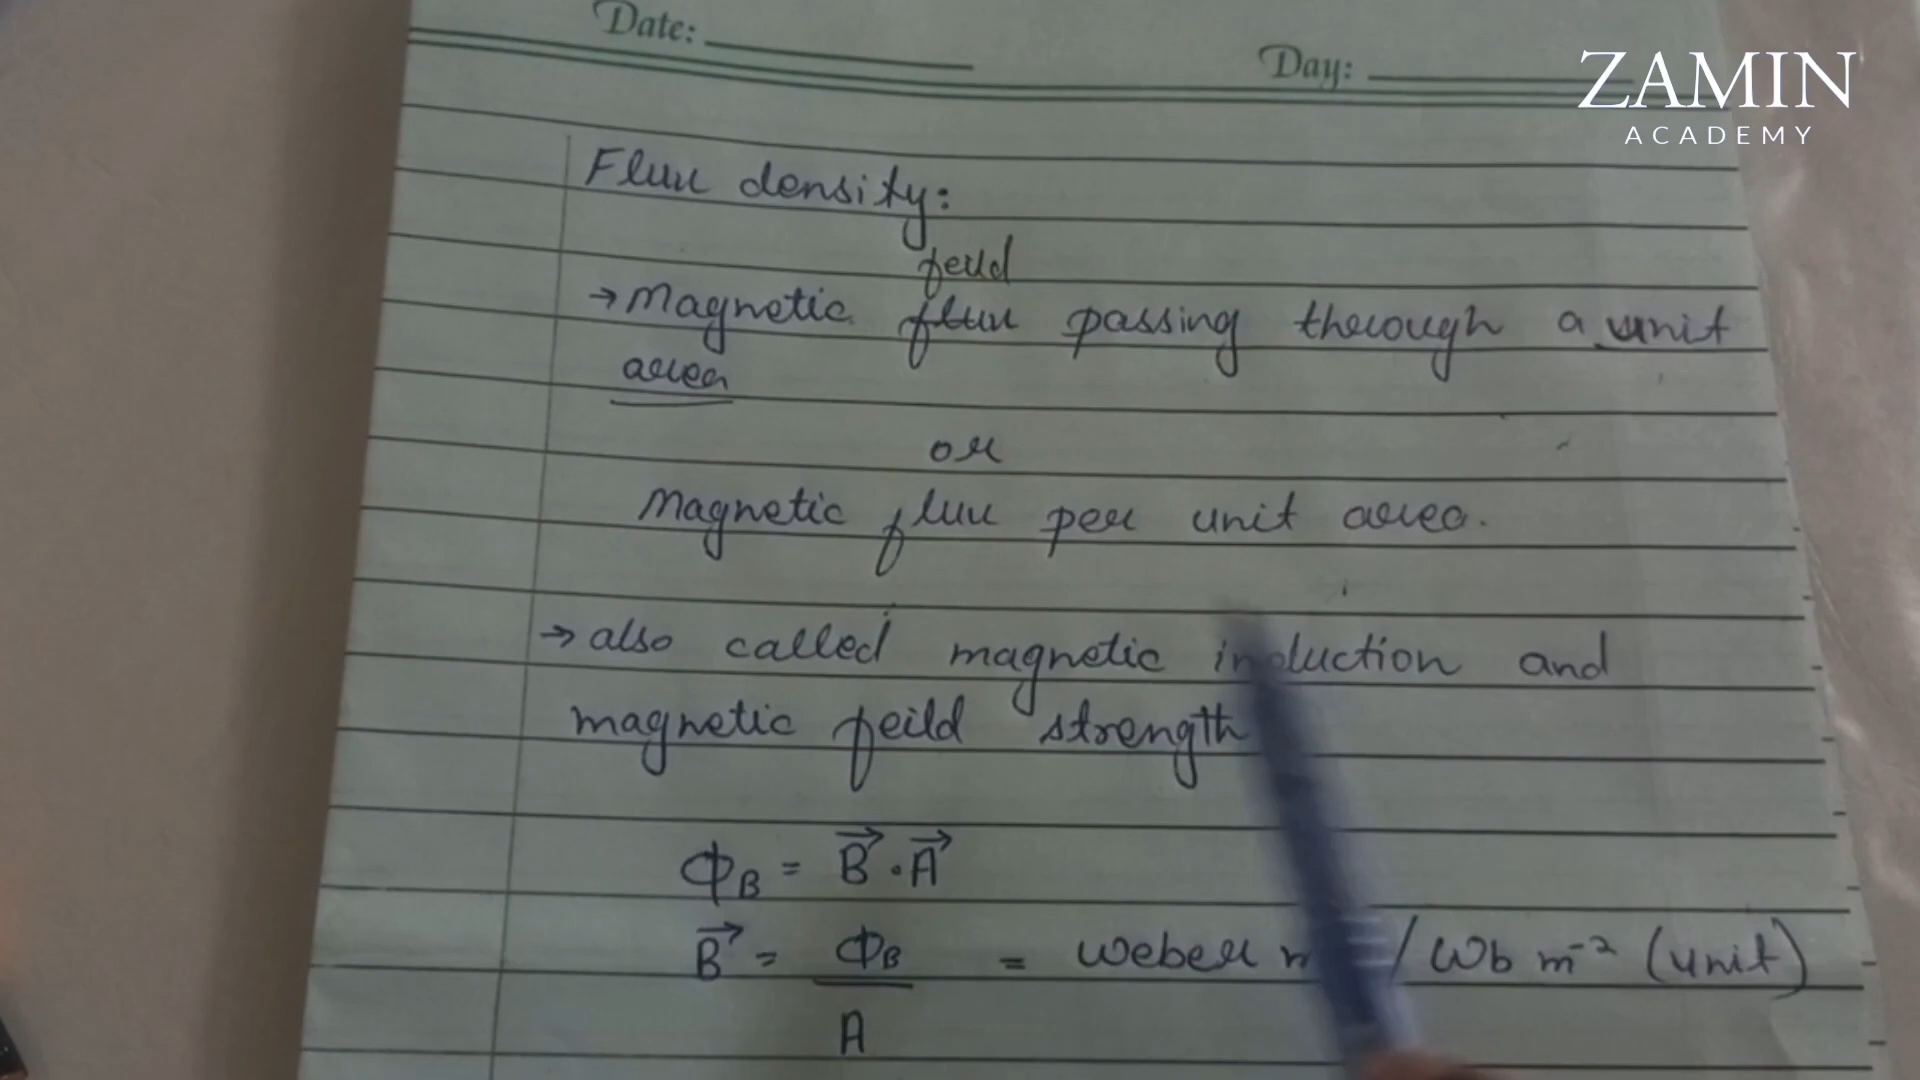 Date:
Day:
ZAMIN
ACADEMY
Flux density:
feild
→ Magnetic flux passing through a unit
area
or
Magnetic flux per unit area.
→ also called magnetic induction and
magnetic feild strength
ΦB = B⃗ . A⃗
B⃗ = ΦB / A = weber / Wb m⁻² (unit)